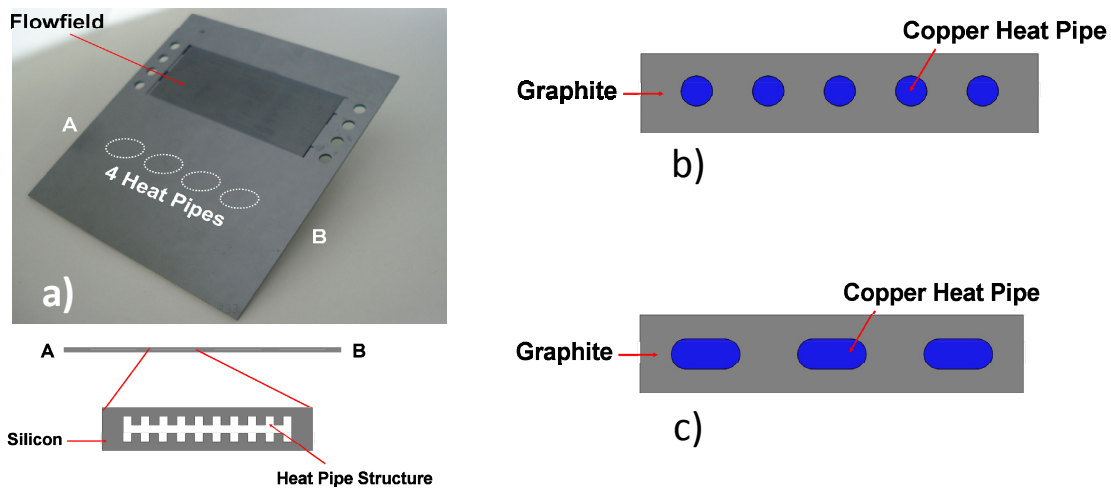 Flowfield
A
4 Heat Pipes
B
a)
A
B
Silicon
Heat Pipe Structure
Copper Heat Pipe
Graphite
b)
Copper Heat Pipe
Graphite
c)